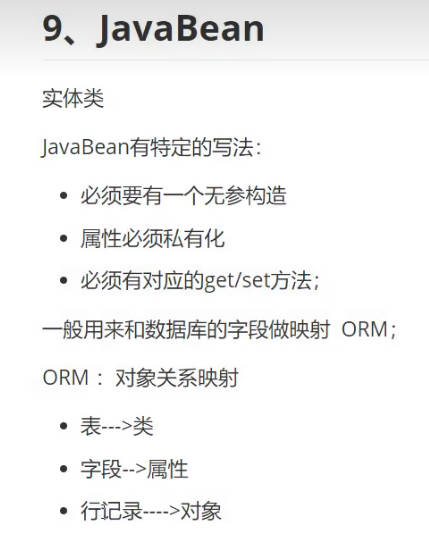 9、JavaBean
实体类
JavaBean有特定的写法：
• 必须要有一个无参构造
• 属性必须私有化
• 必须有对应的get/set方法；
一般用来和数据库的字段做映射 ORM；
ORM ：对象关系映射
• 表--->类
• 字段-->属性
• 行记录---->对象